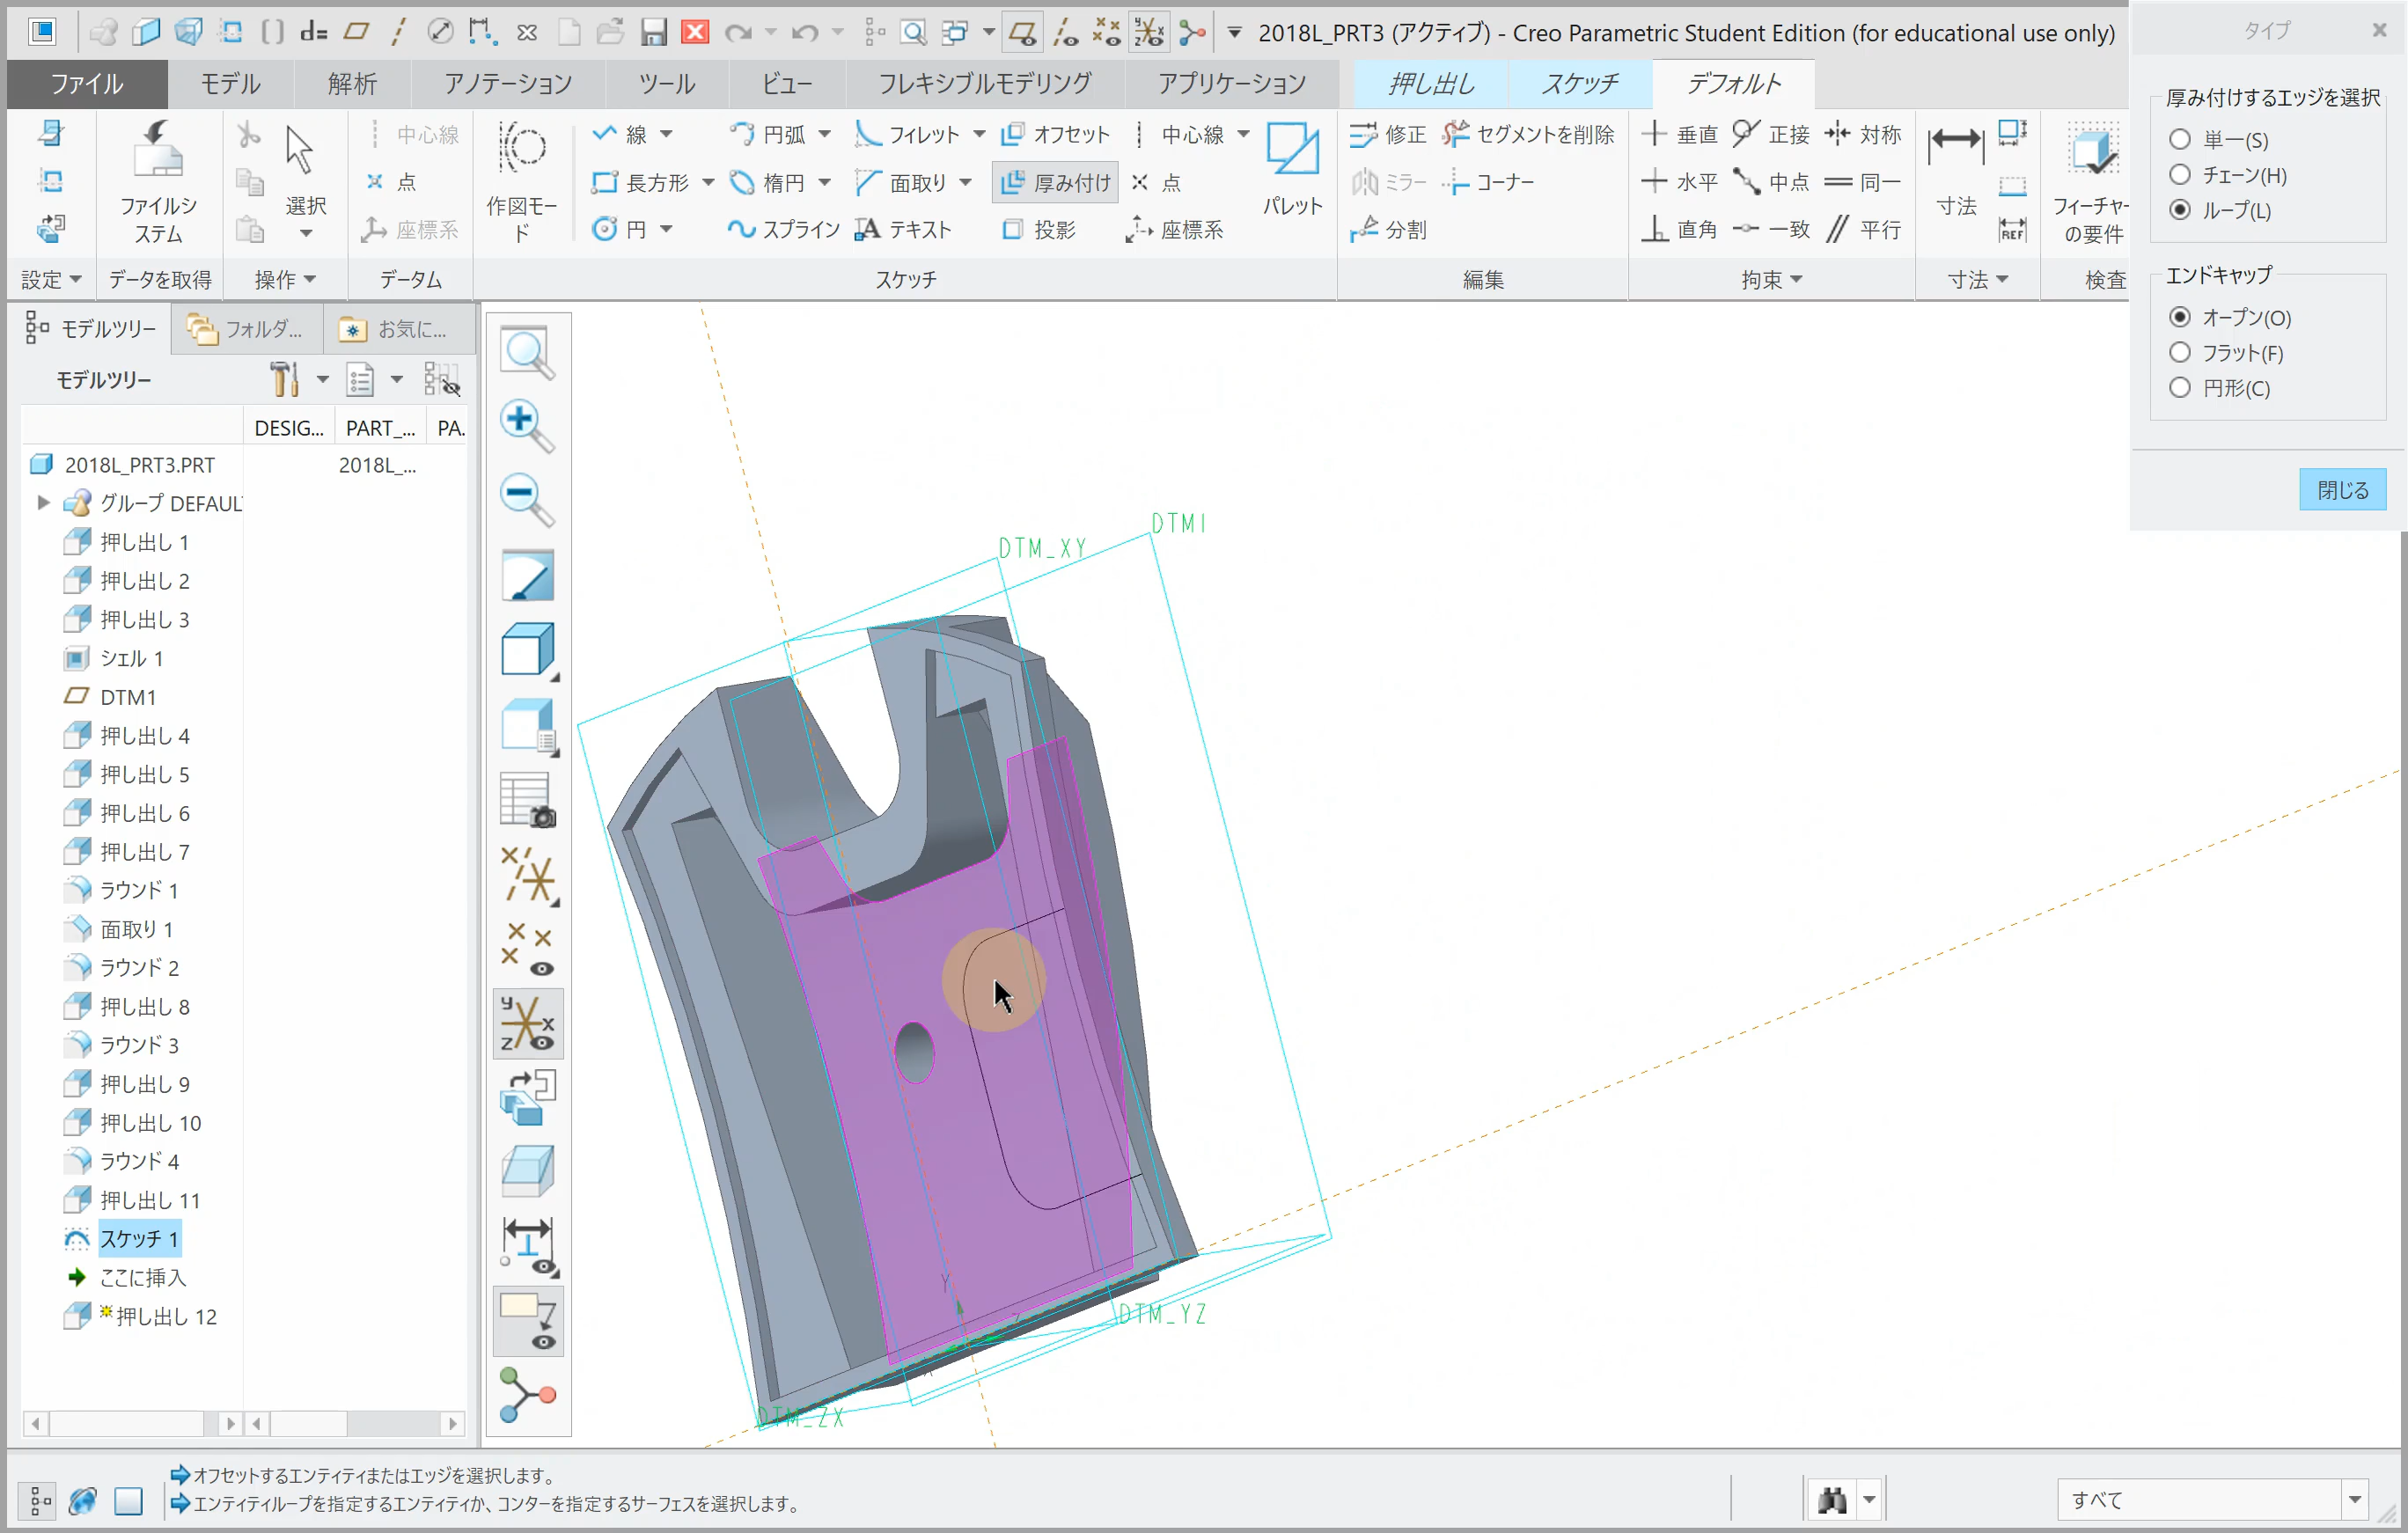 d=
2018L_PRT3 (アクティブ) - Creo Parametric Student Edition (for educational use only)
タイプ
ファイル
モデル
解析
アノテーション
ツール
ビュー
フレキシブルモデリング
アプリケーション
押し出し
スケッチ
デフォルト
ファイルシステム
選択
中心線
点
座標系
作図モード
線
円弧
フィレット
オフセット
中心線
長方形
楕円
面取り
厚み付け
点
円
スプライン
テキスト
投影
座標系
パレット
修正
セグメントを削除
ミラー
コーナー
分割
垂直
正接
対称
水平
中点
同一
直角
一致
平行
寸法
REF
フィーチャー
の要件
設定
データを取得
操作
データム
スケッチ
編集
拘束
寸法
検査
厚み付けするエッジを選択
単一(S)
チェーン(H)
ループ(L)
エンドキャップ
オープン(O)
フラット(F)
円形(C)
閉じる
モデルツリー
フォルダ...
お気に...
モデルツリー
DESIG...
PART_...
PA.
2018L_PRT3.PRT
2018L_...
グループ DEFAUL
押し出し 1
押し出し 2
押し出し 3
シェル 1
DTM1
押し出し 4
押し出し 5
押し出し 6
押し出し 7
ラウンド 1
面取り 1
ラウンド 2
押し出し 8
ラウンド 3
押し出し 9
押し出し 10
ラウンド 4
押し出し 11
スケッチ 1
ここに挿入
押し出し 12
DTM_XY
DTM1
Y
DTM_YZ
DTM_ZX
オフセットするエンティティまたはエッジを選択します。
エンティティループを指定するエンティティか、コンターを指定するサーフェスを選択します。
すべて